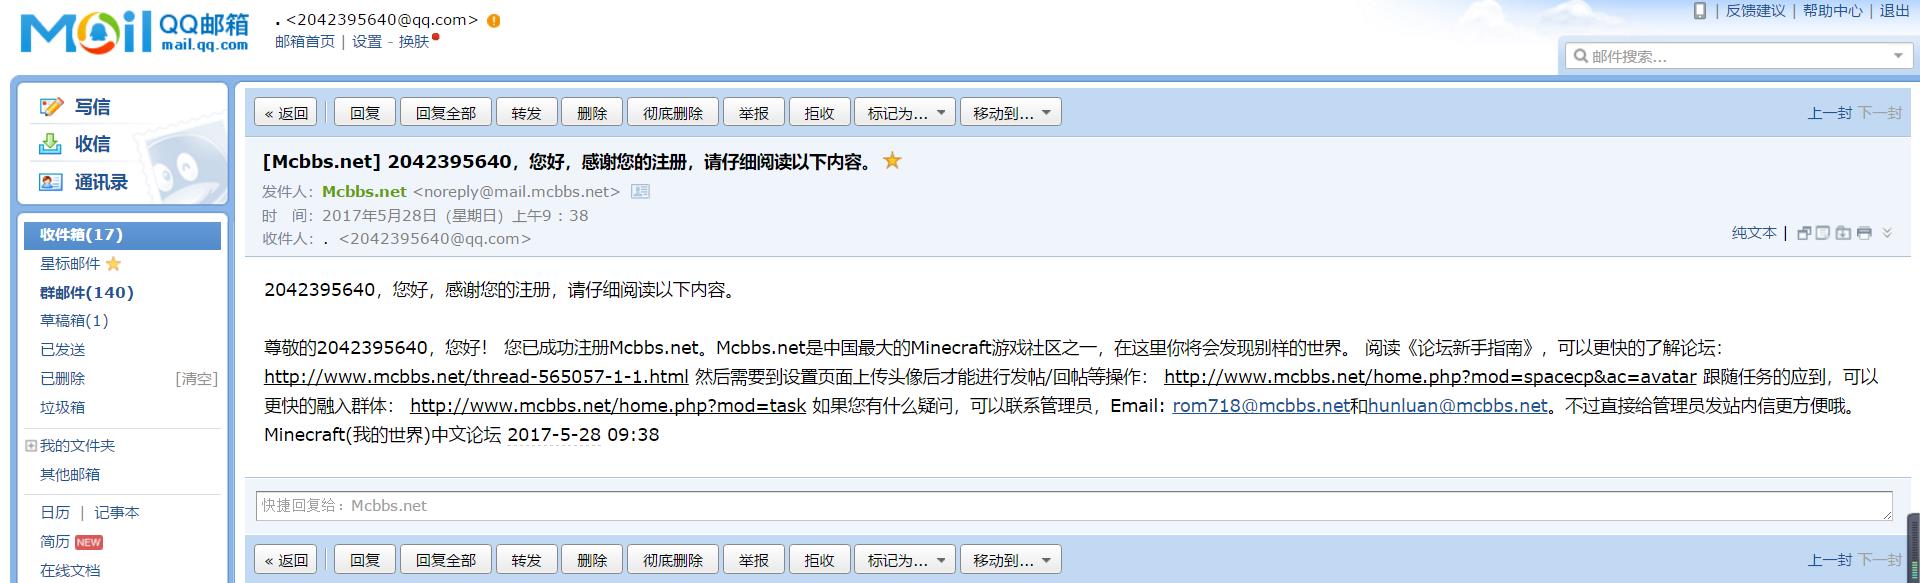 Mail QQ邮箱 mail.qq.com
. <2042395640@qq.com>
邮箱首页 | 设置 - 换肤
| 反馈建议 | 帮助中心 | 退出
邮件搜索...
写信
收信
通讯录
收件箱(17)
星标邮件
群邮件(140)
草稿箱(1)
已发送
已删除 [清空]
垃圾箱
我的文件夹
其他邮箱
日历 | 记事本
简历 NEW
在线文档
« 返回 回复 回复全部 转发 删除 彻底删除 举报 拒收 标记为... 移动到... 上一封 下一封
[Mcbbs.net] 2042395640，您好，感谢您的注册，请仔细阅读以下内容。
发件人：Mcbbs.net <noreply@mail.mcbbs.net>
时 间：2017年5月28日（星期日）上午9：38
收件人：. <2042395640@qq.com>
纯文本 |
2042395640，您好，感谢您的注册，请仔细阅读以下内容。
尊敬的2042395640，您好！ 您已成功注册Mcbbs.net。Mcbbs.net是中国最大的Minecraft游戏社区之一，在这里你将会发现别样的世界。 阅读《论坛新手指南》，可以更快的了解论坛：
http://www.mcbbs.net/thread-565057-1-1.html 然后需要到设置页面上传头像后才能进行发帖/回帖等操作： http://www.mcbbs.net/home.php?mod=spacecp&ac=avatar 跟随任务的应到，可以
更快的融入群体： http://www.mcbbs.net/home.php?mod=task 如果您有什么疑问，可以联系管理员，Email: rom718@mcbbs.net和hunluan@mcbbs.net。不过直接给管理员发站内信更方便哦。
Minecraft(我的世界)中文论坛 2017-5-28 09:38
快捷回复给：Mcbbs.net
« 返回 回复 回复全部 转发 删除 彻底删除 举报 拒收 标记为... 移动到... 上一封 下一封